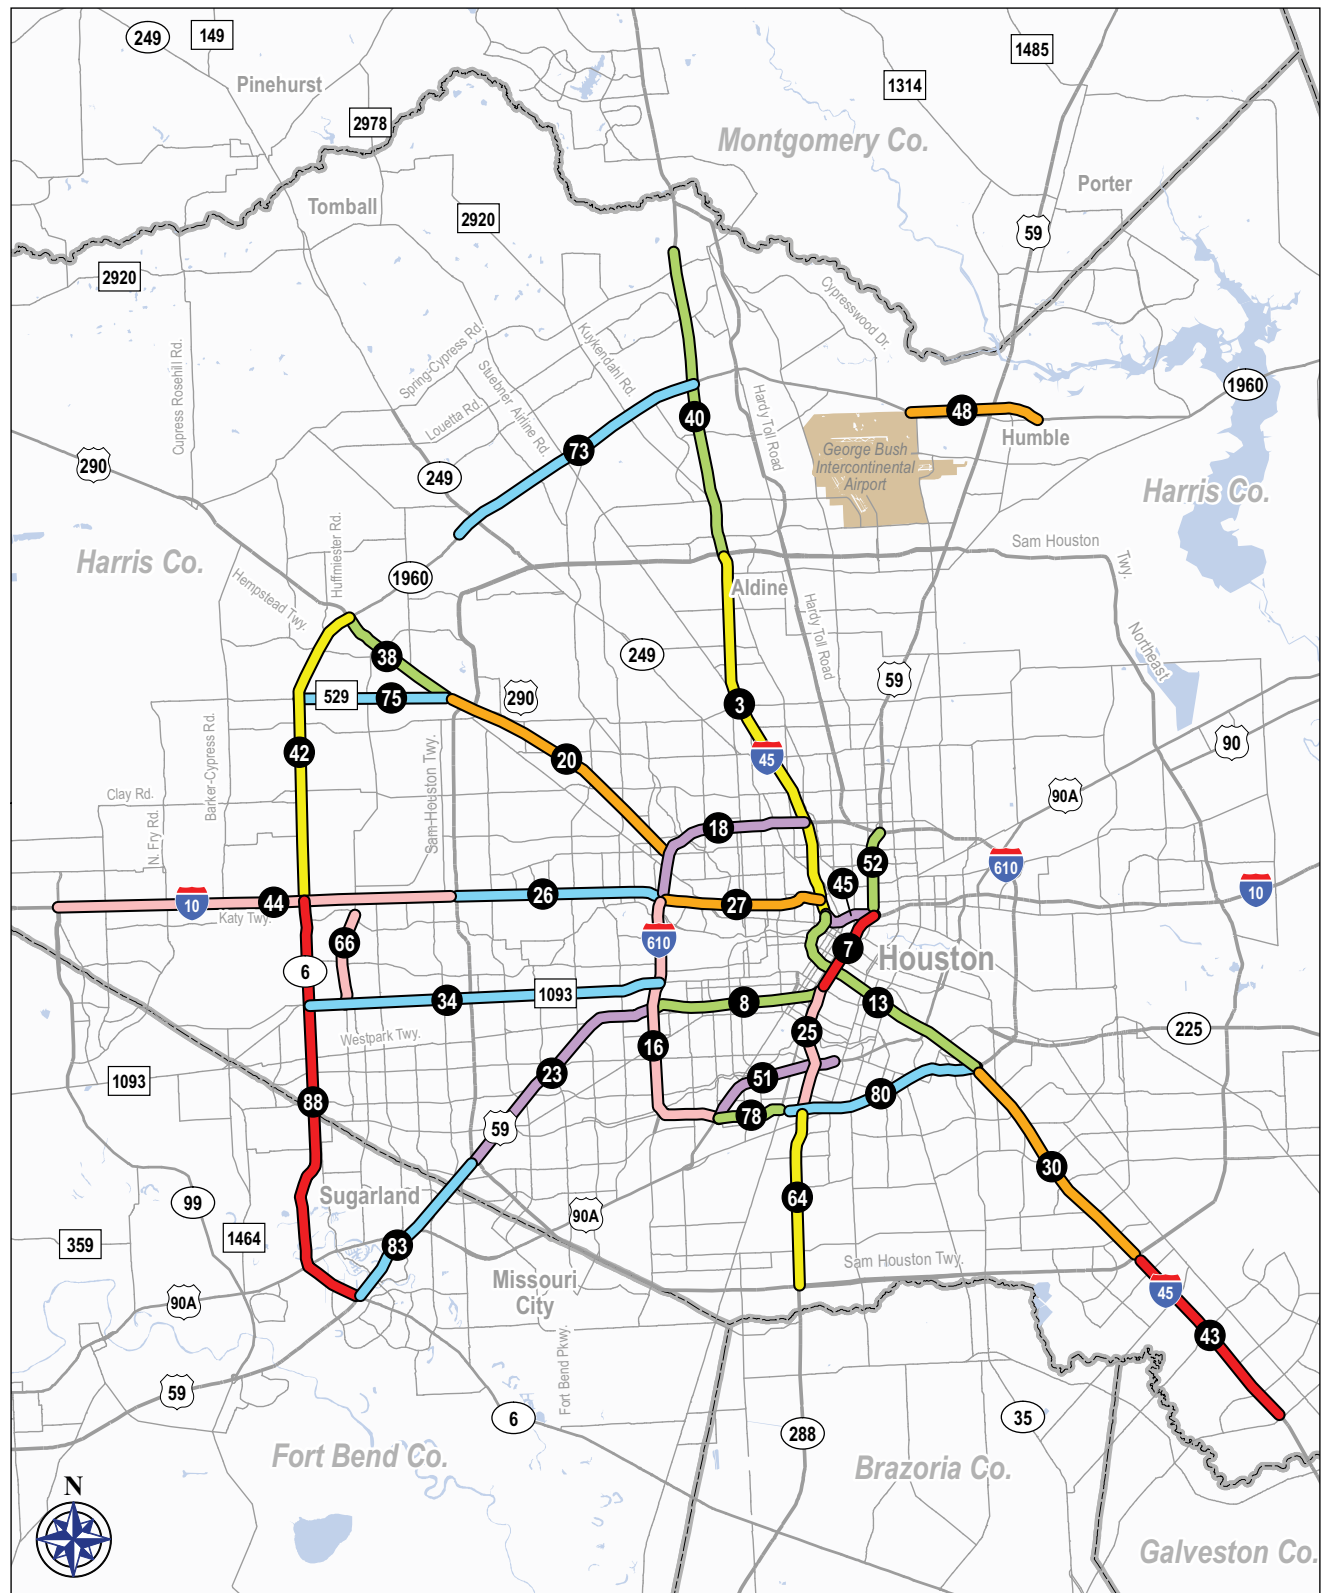 249
149
1485
Pinehurst
1314
2978
Montgomery Co.
Porter
Tomball
2920
59
2920
Cypresswood Dr.
Kuykendahl Rd.
Spring-Cypress Rd.
Cupress Rosehill Rd.
Stuebner Airline Rd.
1960
Hardy Toll Road
48
Louetta Rd.
40
Humble
73
George Bush
Intercontinental
Airport
290
249
Harris Co.
Huffmiester Rd.
Sam Houston
Twy.
Harris Co.
1960
Hempstead Twy.
Aldine
Hardy Toll Road
Northeast
38
249
59
529
75
290
3
Barker-Cypress Rd.
42
Sam-Houston Twy.
20
45
90
Clay Rd.
90A
N. Fry Rd.
18
52
610
45
10
44
26
27
10
Katy Twy.
66
610
7
Houston
6
34
1093
8
13
Westpark Twy.
16
25
225
23
51
1093
80
88
78
59
30
Sugarland
64
99
90A
359
1464
83
Sam Houston Twy.
Missouri
City
90A
45
43
Fort Bend Pkwy.
59
6
288
35
Fort Bend Co.
Brazoria Co.
N
Galveston Co.